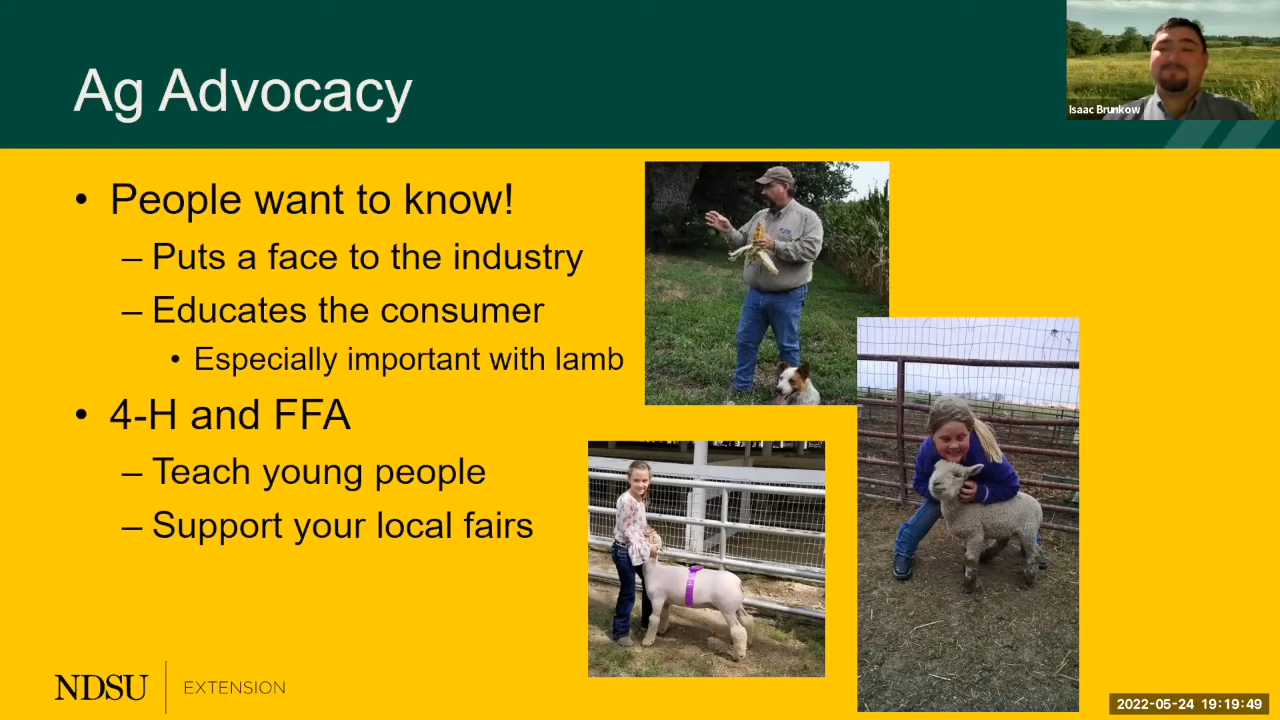 Ag Advocacy
Isaac Brunkow
• People want to know!
– Puts a face to the industry
– Educates the consumer
• Especially important with lamb
• 4-H and FFA
– Teach young people
– Support your local fairs
NDSU EXTENSION
2022-05-24 19:19:49